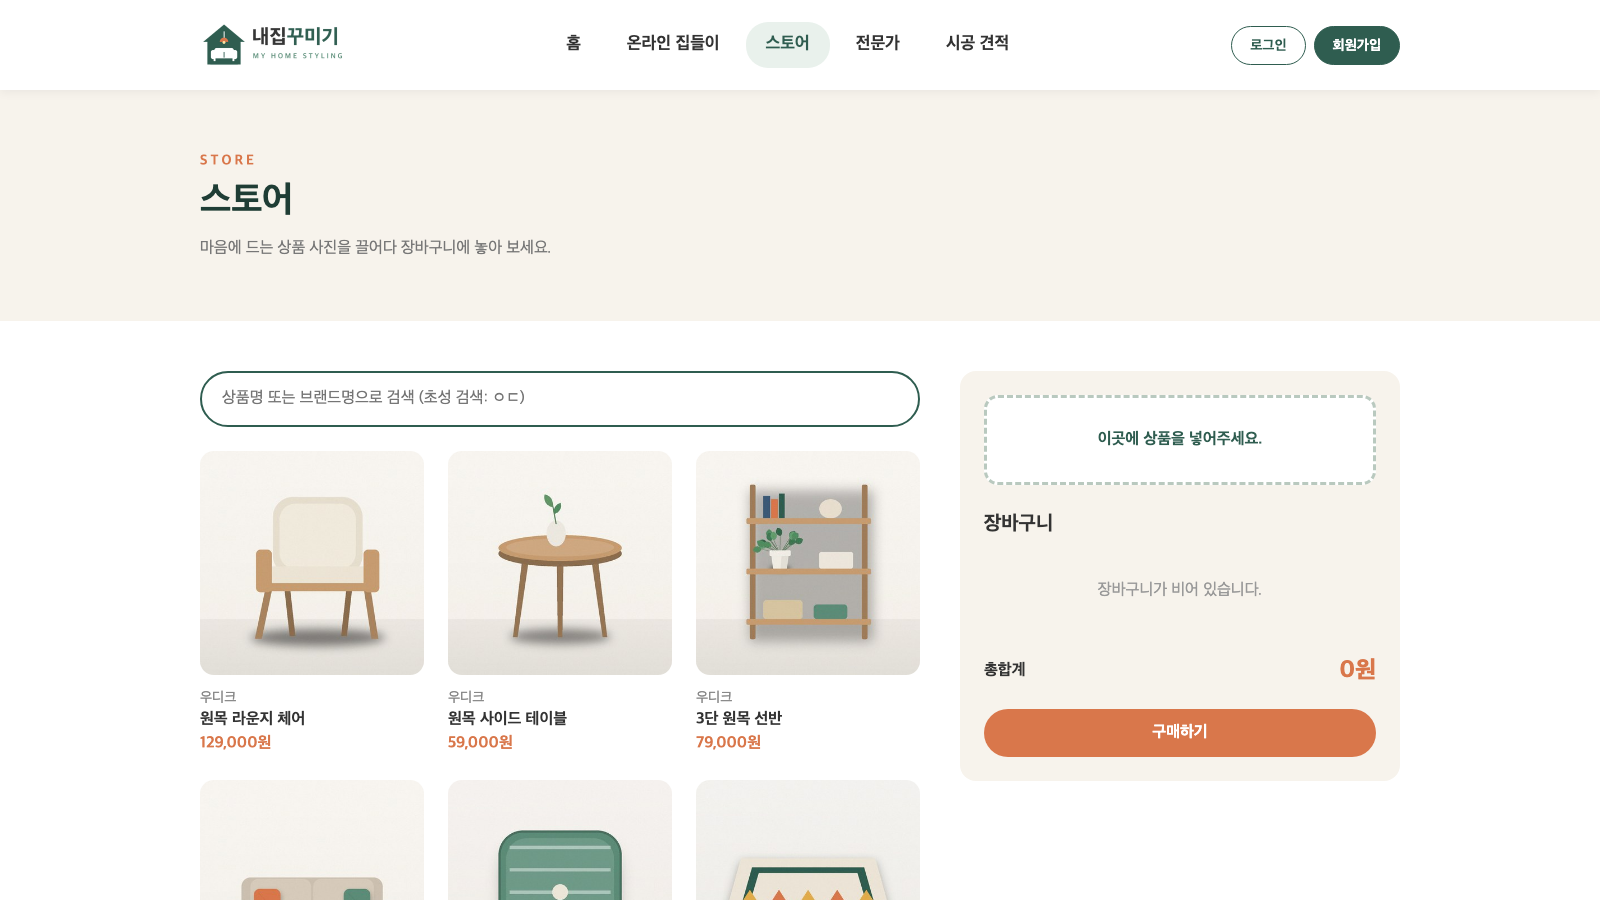 내집꾸미기
MY HOME STYLING
홈
온라인 집들이
스토어
전문가
시공 견적
로그인
회원가입
STORE
스토어
마음에 드는 상품 사진을 끌어다 장바구니에 놓아 보세요.
상품명 또는 브랜드명으로 검색 (초성 검색: ㅇㄷ)
우디크
원목 라운지 체어
129,000원
우디크
원목 사이드 테이블
59,000원
우디크
3단 원목 선반
79,000원
이곳에 상품을 넣어주세요.
장바구니
장바구니가 비어 있습니다.
총합계 0원
구매하기